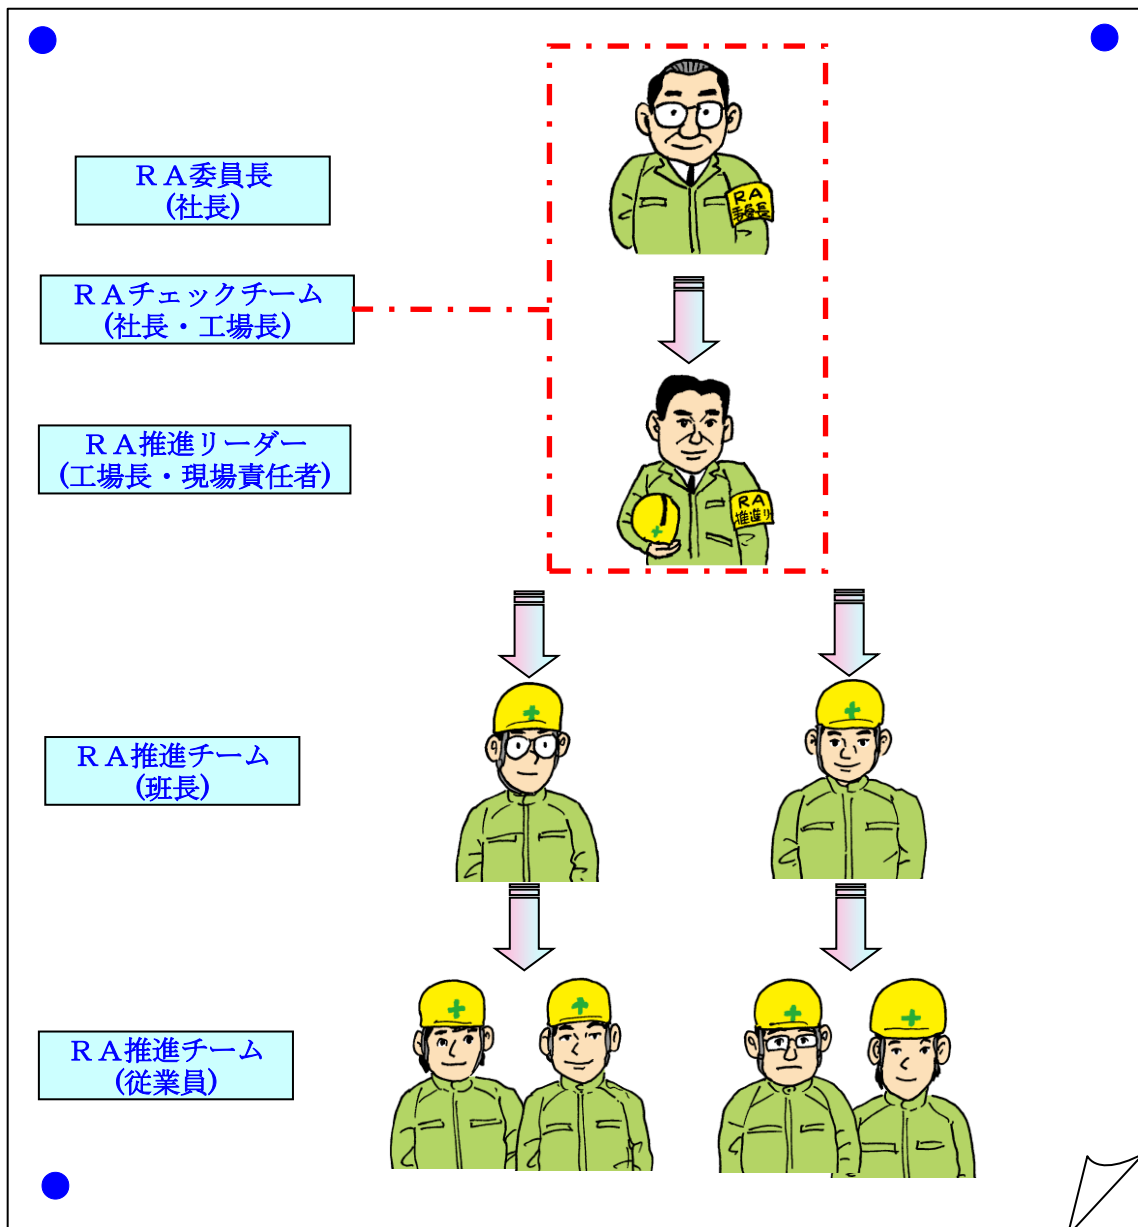 ＲＡ委員長
(社長)
ＲＡ
委員長
ＲＡチェックチーム
(社長・工場長)
ＲＡ推進リーダー
(工場長・現場責任者)
ＲＡ
推進リ
ＲＡ推進チーム
(班長)
ＲＡ推進チーム
(従業員)